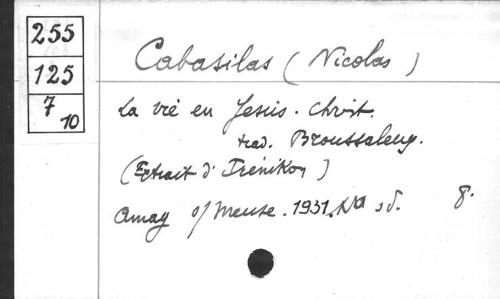 255
125
7
10
Cabasilas (Nicolas)
La vie en Jésus-Christ.
trad. Broussaleux.
(Extrait d'Irénikon)
Amay s/Meuse. 1931. sd. 8.